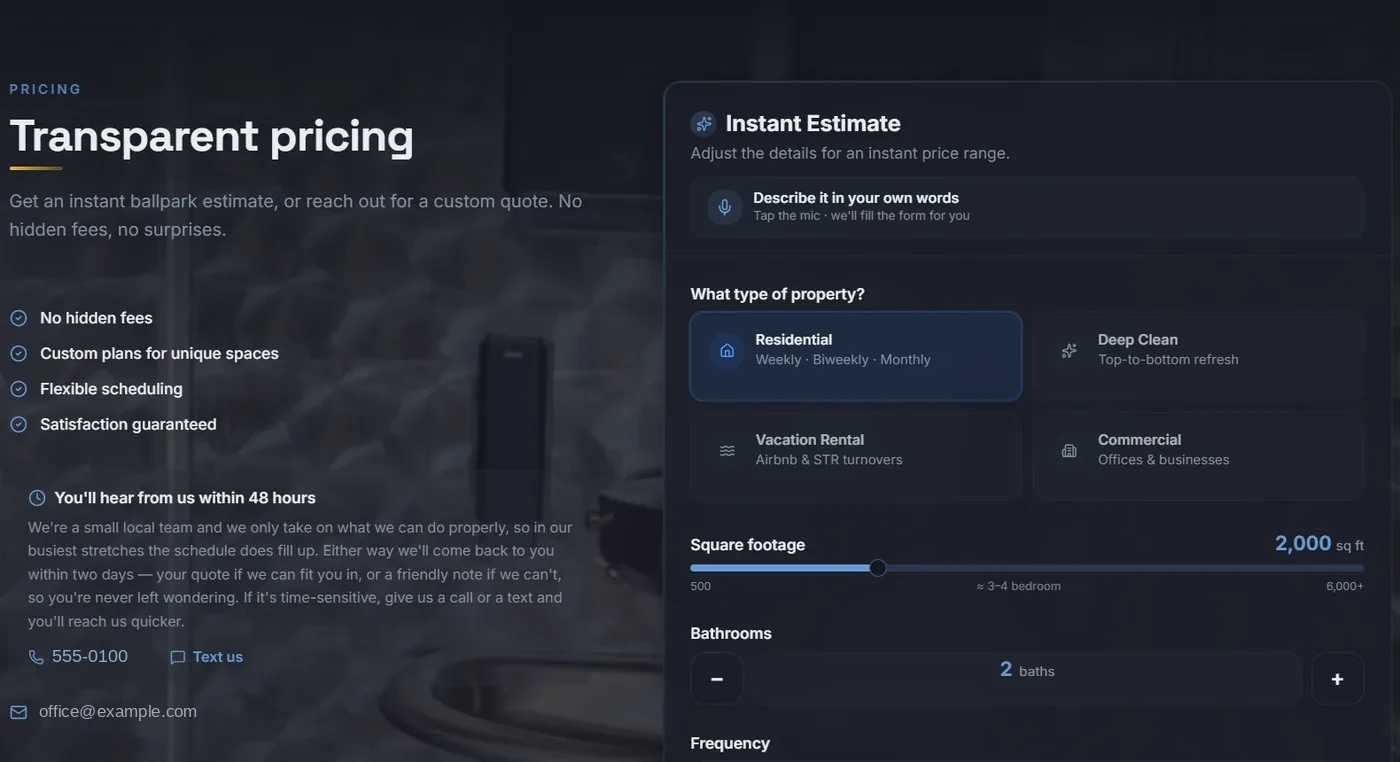 PRICING
Transparent pricing
Get an instant ballpark estimate, or reach out for a custom quote. No
hidden fees, no surprises.
No hidden fees
Custom plans for unique spaces
Flexible scheduling
Satisfaction guaranteed
You'll hear from us within 48 hours
We're a small local team and we only take on what we can do properly, so in our
busiest stretches the schedule does fill up. Either way we'll come back to you
within two days — your quote if we can fit you in, or a friendly note if we can't,
so you're never left wondering. If it's time-sensitive, give us a call or a text and
you'll reach us quicker.
555-0100 Text us
office@example.com
Instant Estimate
Adjust the details for an instant price range.
Describe it in your own words
Tap the mic · we'll fill the form for you
What type of property?
Residential
Weekly · Biweekly · Monthly
Deep Clean
Top-to-bottom refresh
Vacation Rental
Airbnb & STR turnovers
Commercial
Offices & businesses
Square footage 2,000 sq ft
500 ≈ 3–4 bedroom 6,000+
Bathrooms
− 2 baths +
Frequency